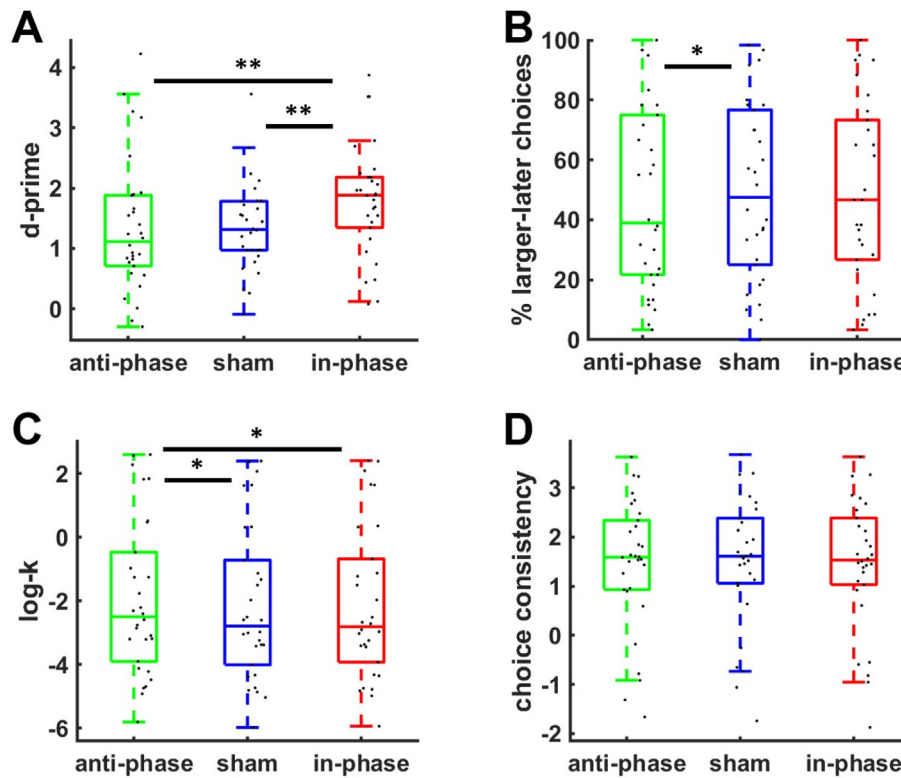 A
d-prime
4
3
2
1
0
**
**
anti-phase sham in-phase
B
% larger-later choices
100
80
60
40
20
0
*
anti-phase sham in-phase
C
log-k
2
0
-2
-4
-6
*
*
anti-phase sham in-phase
D
choice consistency
3
2
1
0
-1
-2
anti-phase sham in-phase